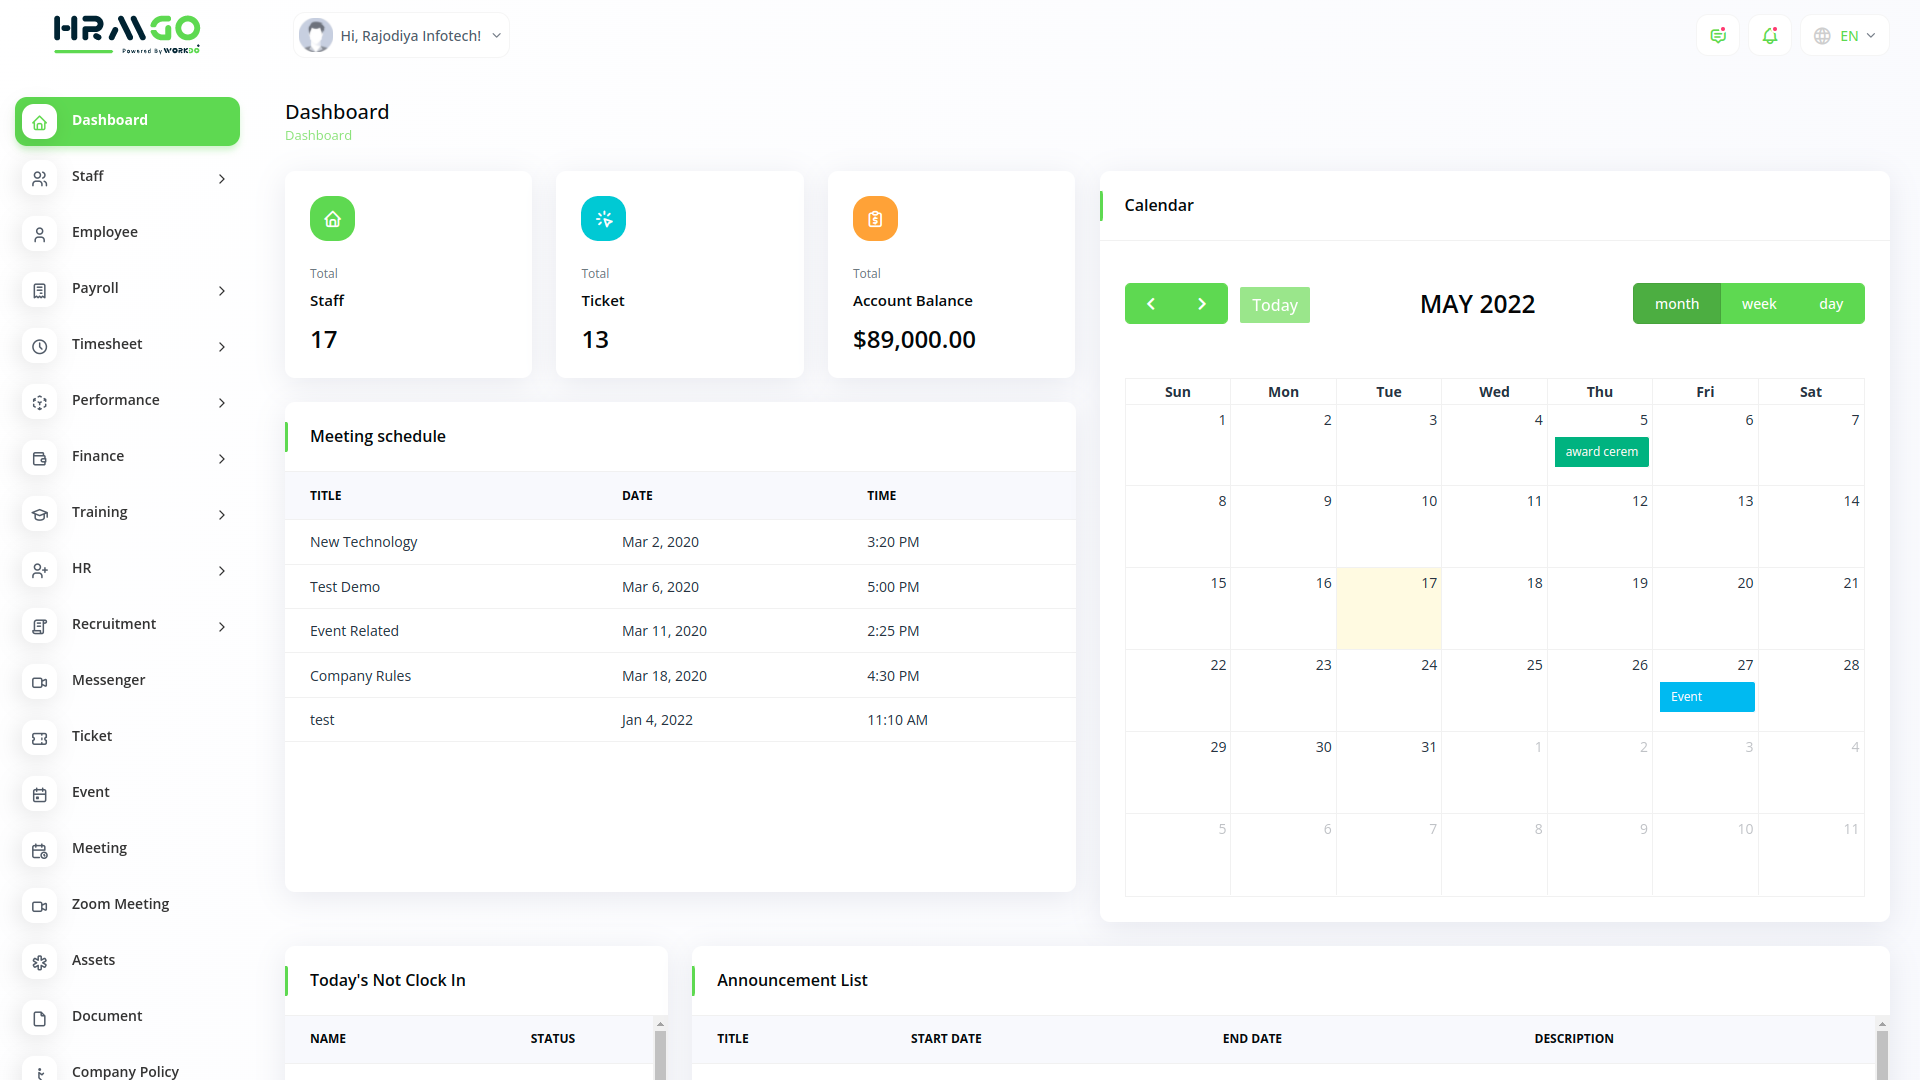 HRMGO
Powered By WORKDO
Hi, Rajodiya Infotech!
EN
Dashboard
Staff
Employee
Payroll
Timesheet
Performance
Finance
Training
HR
Recruitment
Messenger
Ticket
Event
Meeting
Zoom Meeting
Assets
Document
Company Policy
Dashboard
Dashboard
Total
Staff
17
Total
Ticket
13
Total
Account Balance
$89,000.00
Meeting schedule
TITLE DATE TIME
New Technology Mar 2, 2020 3:20 PM
Test Demo Mar 6, 2020 5:00 PM
Event Related Mar 11, 2020 2:25 PM
Company Rules Mar 18, 2020 4:30 PM
test Jan 4, 2022 11:10 AM
Calendar
Today MAY 2022 month week day
Sun Mon Tue Wed Thu Fri Sat
1 2 3 4 5 6 7
award cerem
8 9 10 11 12 13 14
15 16 17 18 19 20 21
22 23 24 25 26 27 28
Event
29 30 31 1 2 3 4
5 6 7 8 9 10 11
Today's Not Clock In
NAME STATUS
Announcement List
TITLE START DATE END DATE DESCRIPTION